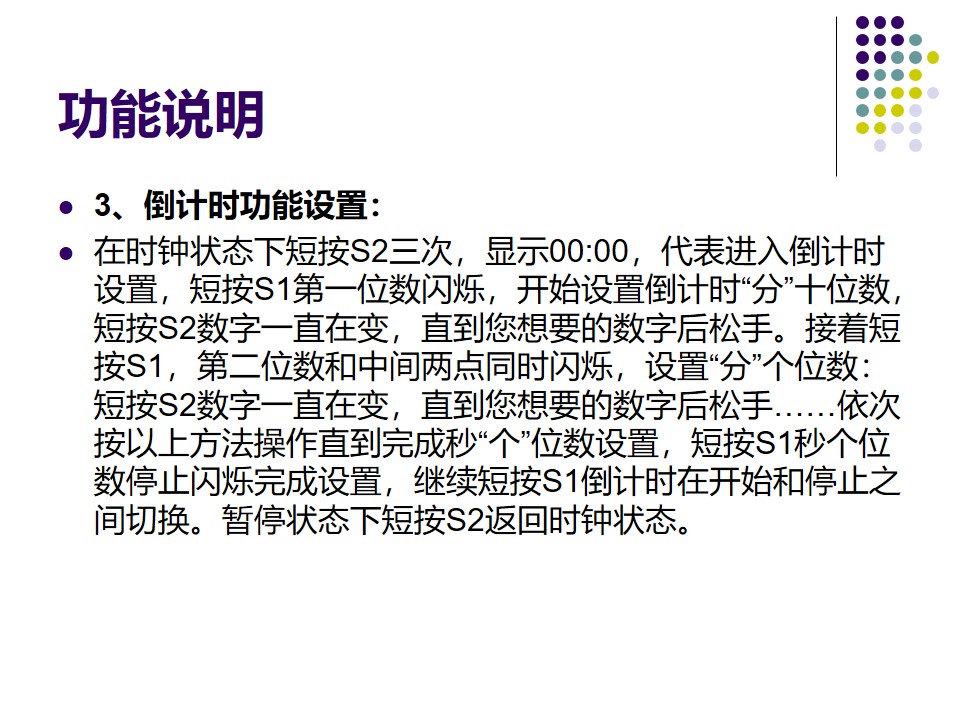 功能说明
3、倒计时功能设置：
在时钟状态下短按S2三次，显示00:00，代表进入倒计时
设置，短按S1第一位数闪烁，开始设置倒计时“分”十位数，
短按S2数字一直在变，直到您想要的数字后松手。接着短
按S1，第二位数和中间两点同时闪烁，设置“分”个位数：
短按S2数字一直在变，直到您想要的数字后松手……依次
按以上方法操作直到完成秒“个”位数设置，短按S1秒个位
数停止闪烁完成设置，继续短按S1倒计时在开始和停止之
间切换。暂停状态下短按S2返回时钟状态。